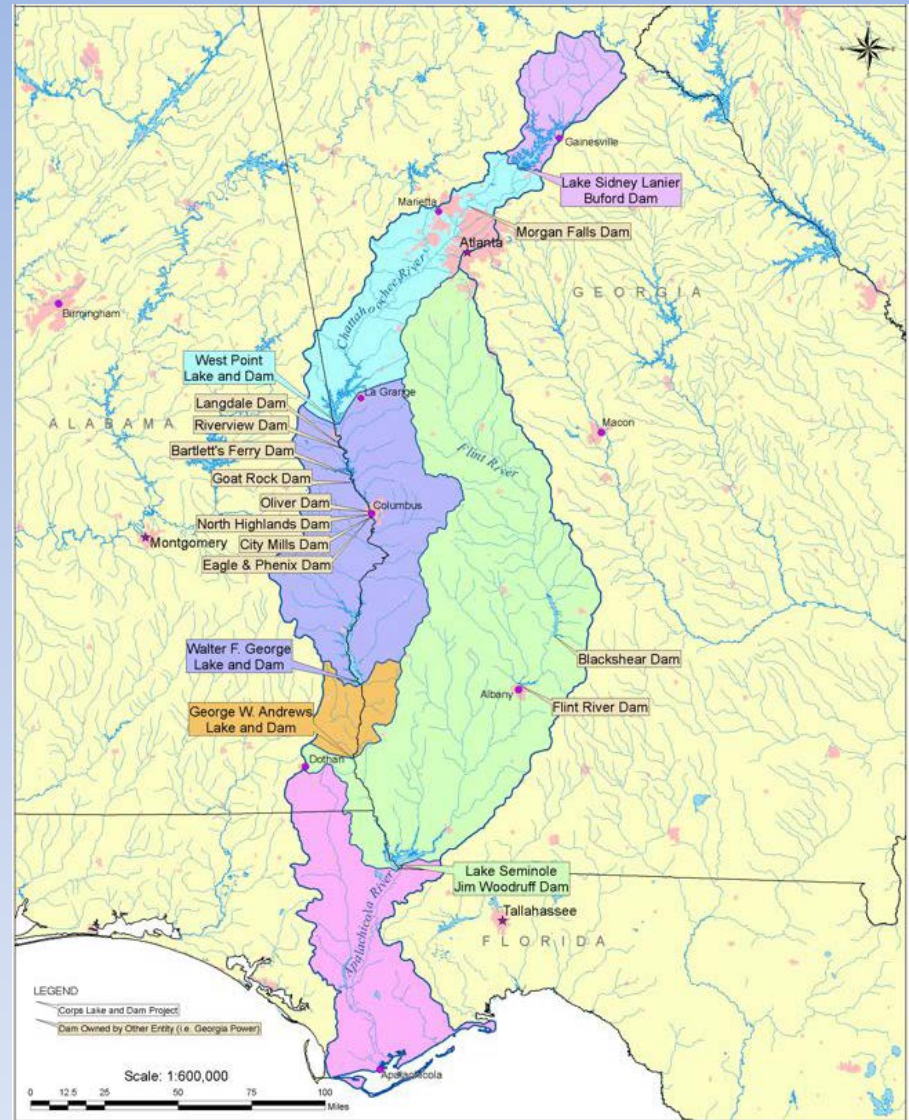 Gainesville
Lake Sidney Lanier
Buford Dam
Marietta
Morgan Falls Dam
Atlanta
Chattahoochee River
GEORGIA
Birmingham
West Point
Lake and Dam
La Grange
Langdale Dam
ALABAMA
Riverview Dam
Macon
Bartlett's Ferry Dam
Flint River
Goat Rock Dam
Oliver Dam
Columbus
North Highlands Dam
Montgomery
City Mills Dam
Eagle & Phenix Dam
Walter F. George
Lake and Dam
Blackshear Dam
Albany
Flint River Dam
George W. Andrews
Lake and Dam
Dothan
Lake Seminole
Jim Woodruff Dam
Tallahassee
Apalachicola River
FLORIDA
LEGEND
Corps Lake and Dam Project
Dam Owned by Other Entity (i.e. Georgia Power)
Apalachicola
Scale: 1:600,000
0 12.5 25 50 75 100
Miles